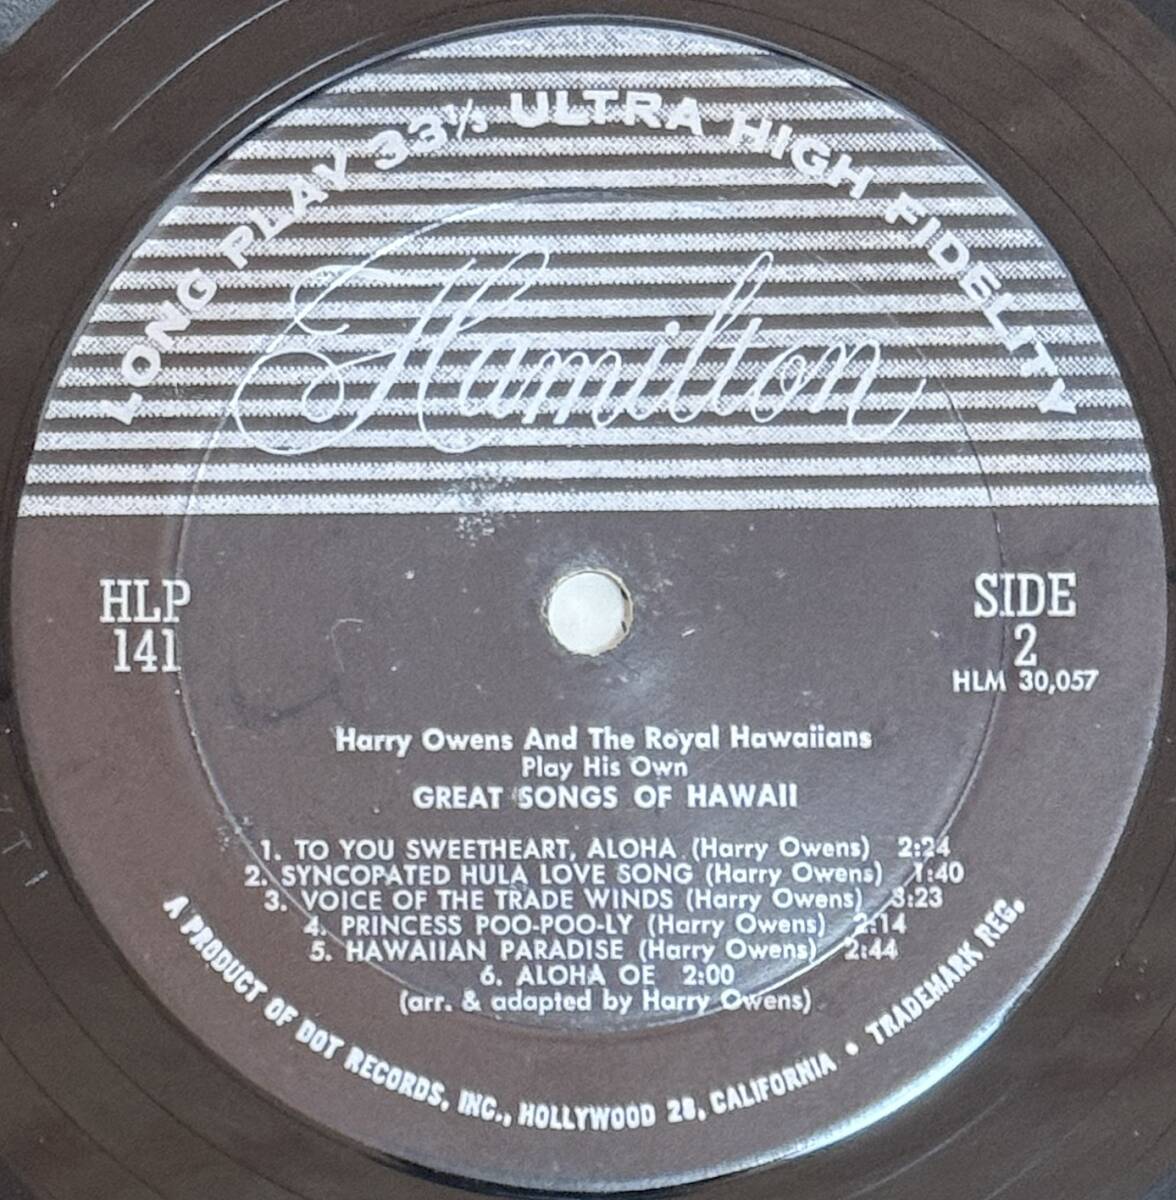 LONG PLAY 33⅓ ULTRA HIGH FIDELITY
Hamilton
HLP
141
SIDE
2
HLM 30,057
Harry Owens And The Royal Hawaiians
Play His Own
GREAT SONGS OF HAWAII
1. TO YOU SWEETHEART, ALOHA (Harry Owens) 2:24
2. SYNCOPATED HULA LOVE SONG (Harry Owens) 1:40
3. VOICE OF THE TRADE WINDS (Harry Owens) 3:23
4. PRINCESS POO-POO-LY (Harry Owens) 2:14
5. HAWAIIAN PARADISE (Harry Owens) 2:44
6. ALOHA OE 2:00
(arr. & adapted by Harry Owens)
A PRODUCT OF DOT RECORDS, INC., HOLLYWOOD 28, CALIFORNIA • TRADEMARK REG.